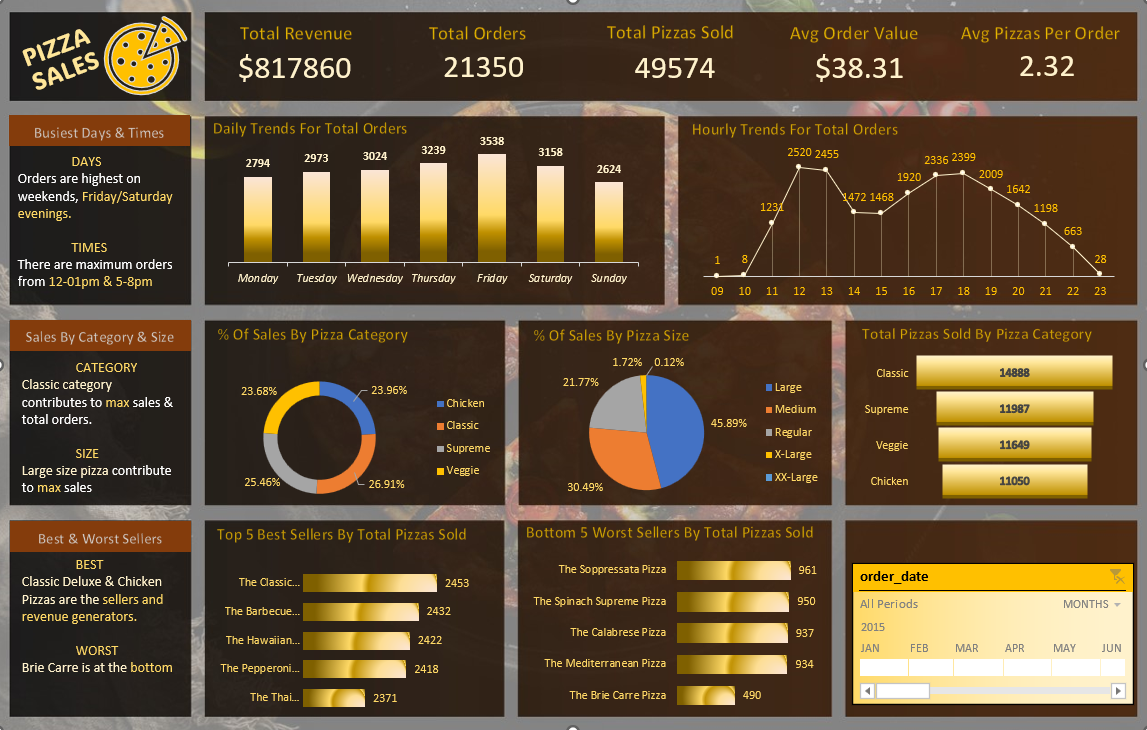 PIZZA
SALES
Total Revenue
$817860
Total Orders
21350
Total Pizzas Sold
49574
Avg Order Value
$38.31
Avg Pizzas Per Order
2.32
Busiest Days & Times
DAYS
Orders are highest on
weekends, Friday/Saturday
evenings.
TIMES
There are maximum orders
from 12-01pm & 5-8pm
Daily Trends For Total Orders
2794 2973 3024 3239 3538 3158 2624
Monday Tuesday Wednesday Thursday Friday Saturday Sunday
Hourly Trends For Total Orders
1 8 1231 2520 2455 1472 1468 1920 2336 2399 2009 1642 1198 663 28
09 10 11 12 13 14 15 16 17 18 19 20 21 22 23
Sales By Category & Size
CATEGORY
Classic category
contributes to max sales &
total orders.
SIZE
Large size pizza contribute
to max sales
% Of Sales By Pizza Category
23.68%
23.96%
25.46%
26.91%
Chicken
Classic
Supreme
Veggie
% Of Sales By Pizza Size
1.72% 0.12%
21.77%
45.89%
30.49%
Large
Medium
Regular
X-Large
XX-Large
Total Pizzas Sold By Pizza Category
Classic 14888
Supreme 11987
Veggie 11649
Chicken 11050
Best & Worst Sellers
BEST
Classic Deluxe & Chicken
Pizzas are the sellers and
revenue generators.
WORST
Brie Carre is at the bottom
Top 5 Best Sellers By Total Pizzas Sold
The Classic... 2453
The Barbecue... 2432
The Hawaiian... 2422
The Pepperoni... 2418
The Thai... 2371
Bottom 5 Worst Sellers By Total Pizzas Sold
The Soppressata Pizza 961
The Spinach Supreme Pizza 950
The Calabrese Pizza 937
The Mediterranean Pizza 934
The Brie Carre Pizza 490
order_date
All Periods MONTHS
2015
JAN FEB MAR APR MAY JUN